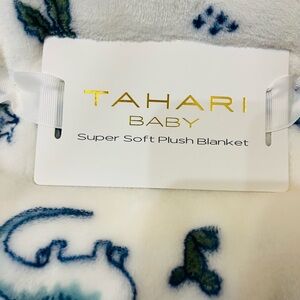 TAHARI
BABY
Super Soft Plush Blanket